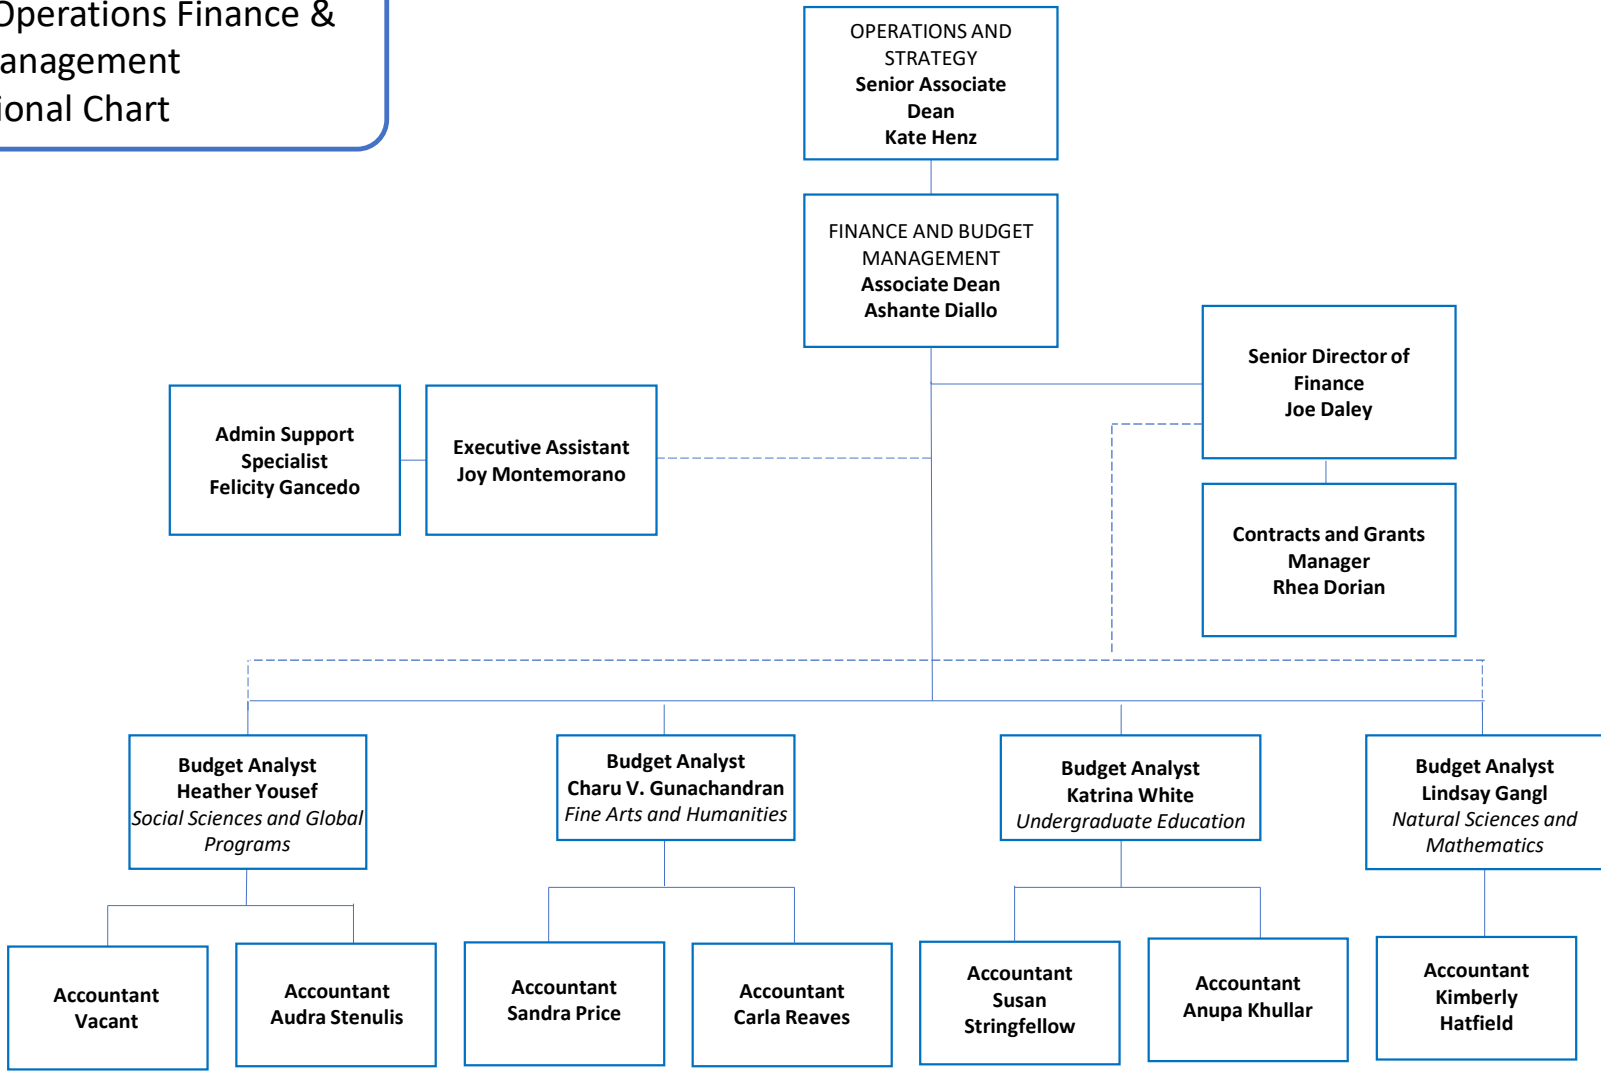 Operations Finance &
anagement
ional Chart
OPERATIONS AND
STRATEGY
Senior Associate
Dean
Kate Henz
FINANCE AND BUDGET
MANAGEMENT
Associate Dean
Ashante Diallo
Senior Director of
Finance
Joe Daley
Admin Support
Specialist
Felicity Gancedo
Executive Assistant
Joy Montemorano
Contracts and Grants
Manager
Rhea Dorian
Budget Analyst
Heather Yousef
Social Sciences and Global
Programs
Budget Analyst
Charu V. Gunachandran
Fine Arts and Humanities
Budget Analyst
Katrina White
Undergraduate Education
Budget Analyst
Lindsay Gangl
Natural Sciences and
Mathematics
Accountant
Vacant
Accountant
Audra Stenulis
Accountant
Sandra Price
Accountant
Carla Reaves
Accountant
Susan
Stringfellow
Accountant
Anupa Khullar
Accountant
Kimberly
Hatfield